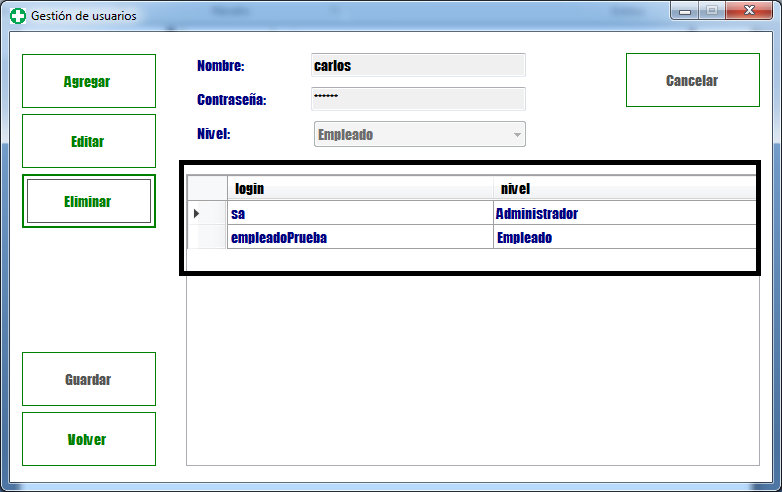 Gestión de usuarios
Agregar
Editar
Eliminar
Guardar
Volver
Nombre: carlos
Contraseña: ******
Nivel: Empleado
Cancelar
login nivel
sa Administrador
empleadoPrueba Empleado